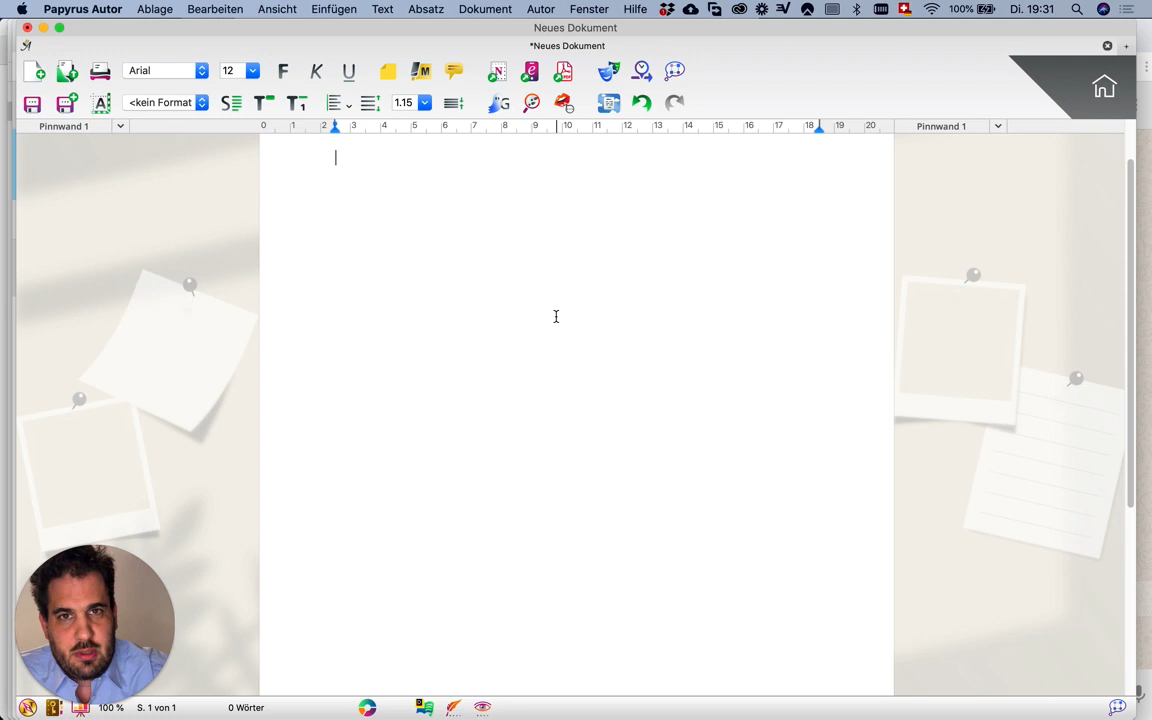 Papyrus Autor Ablage Bearbeiten Ansicht Einfügen Text Absatz Dokument Autor Fenster Hilfe 100% Di. 19:31
Neues Dokument
*Neues Dokument
Arial 12 F K U M N e PDF
<kein Format A S T T1 1.15 G
Pinnwand 1 0 1 2 3 4 5 6 7 8 9 10 11 12 13 14 15 16 17 18 19 20 Pinnwand 1
100 % S. 1 von 1 0 Wörter